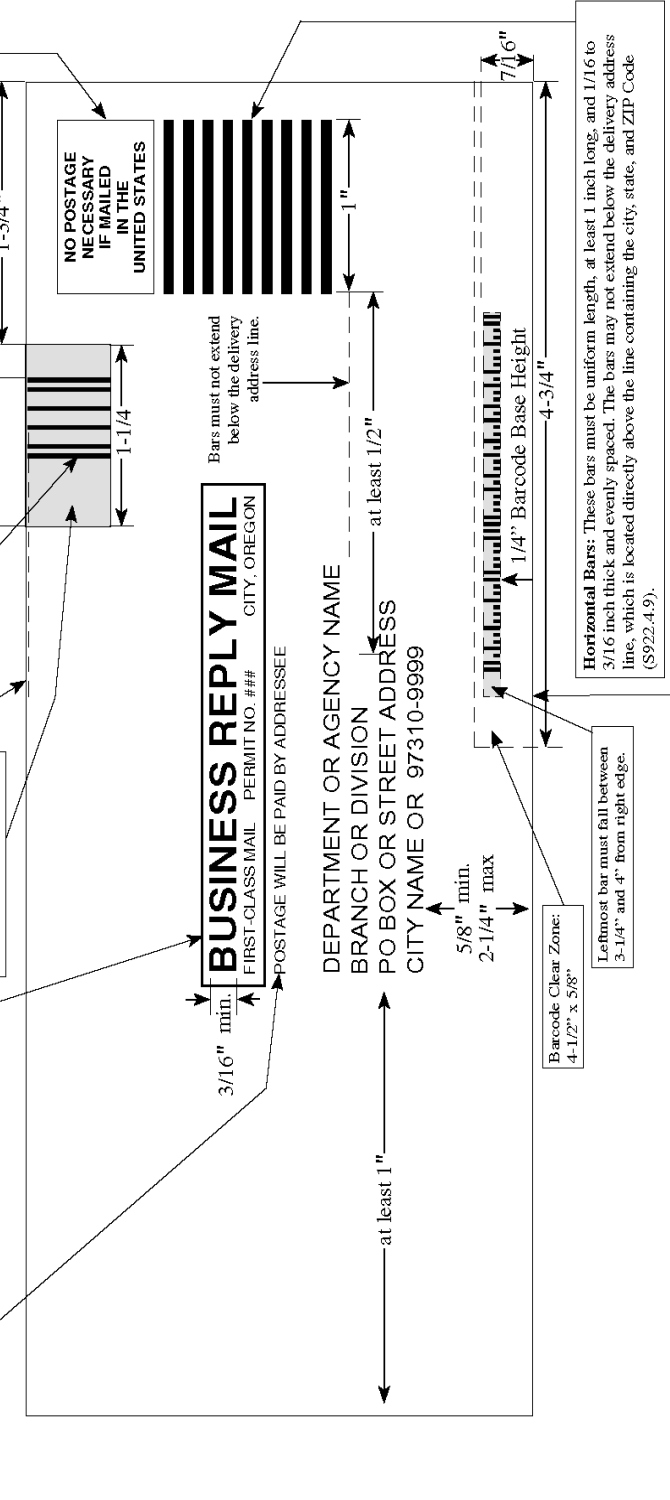 1-3/4"
NO POSTAGE
NECESSARY
IF MAILED
IN THE
UNITED STATES
1"
7/16"
1-1/4
Bars must not extend
below the delivery
address line.
at least 1/2"
BUSINESS REPLY MAIL
FIRST-CLASS MAIL PERMIT NO. ### CITY, OREGON
POSTAGE WILL BE PAID BY ADDRESSEE
3/16" min.
DEPARTMENT OR AGENCY NAME
BRANCH OR DIVISION
PO BOX OR STREET ADDRESS
CITY NAME OR 97310-9999
at least 1"
5/8" min.
2-1/4" max
1/4” Barcode Base Height
4-3/4"
Barcode Clear Zone:
4-1/2” x 5/8”
Leftmost bar must fall between
3-1/4” and 4” from right edge.
Horizontal Bars: These bars must be uniform length, at least 1 inch long, and 1/16 to
3/16 inch thick and evenly spaced. The bars may not extend below the delivery address
line, which is located directly above the line containing the city, state, and ZIP Code
(S922.4.9).